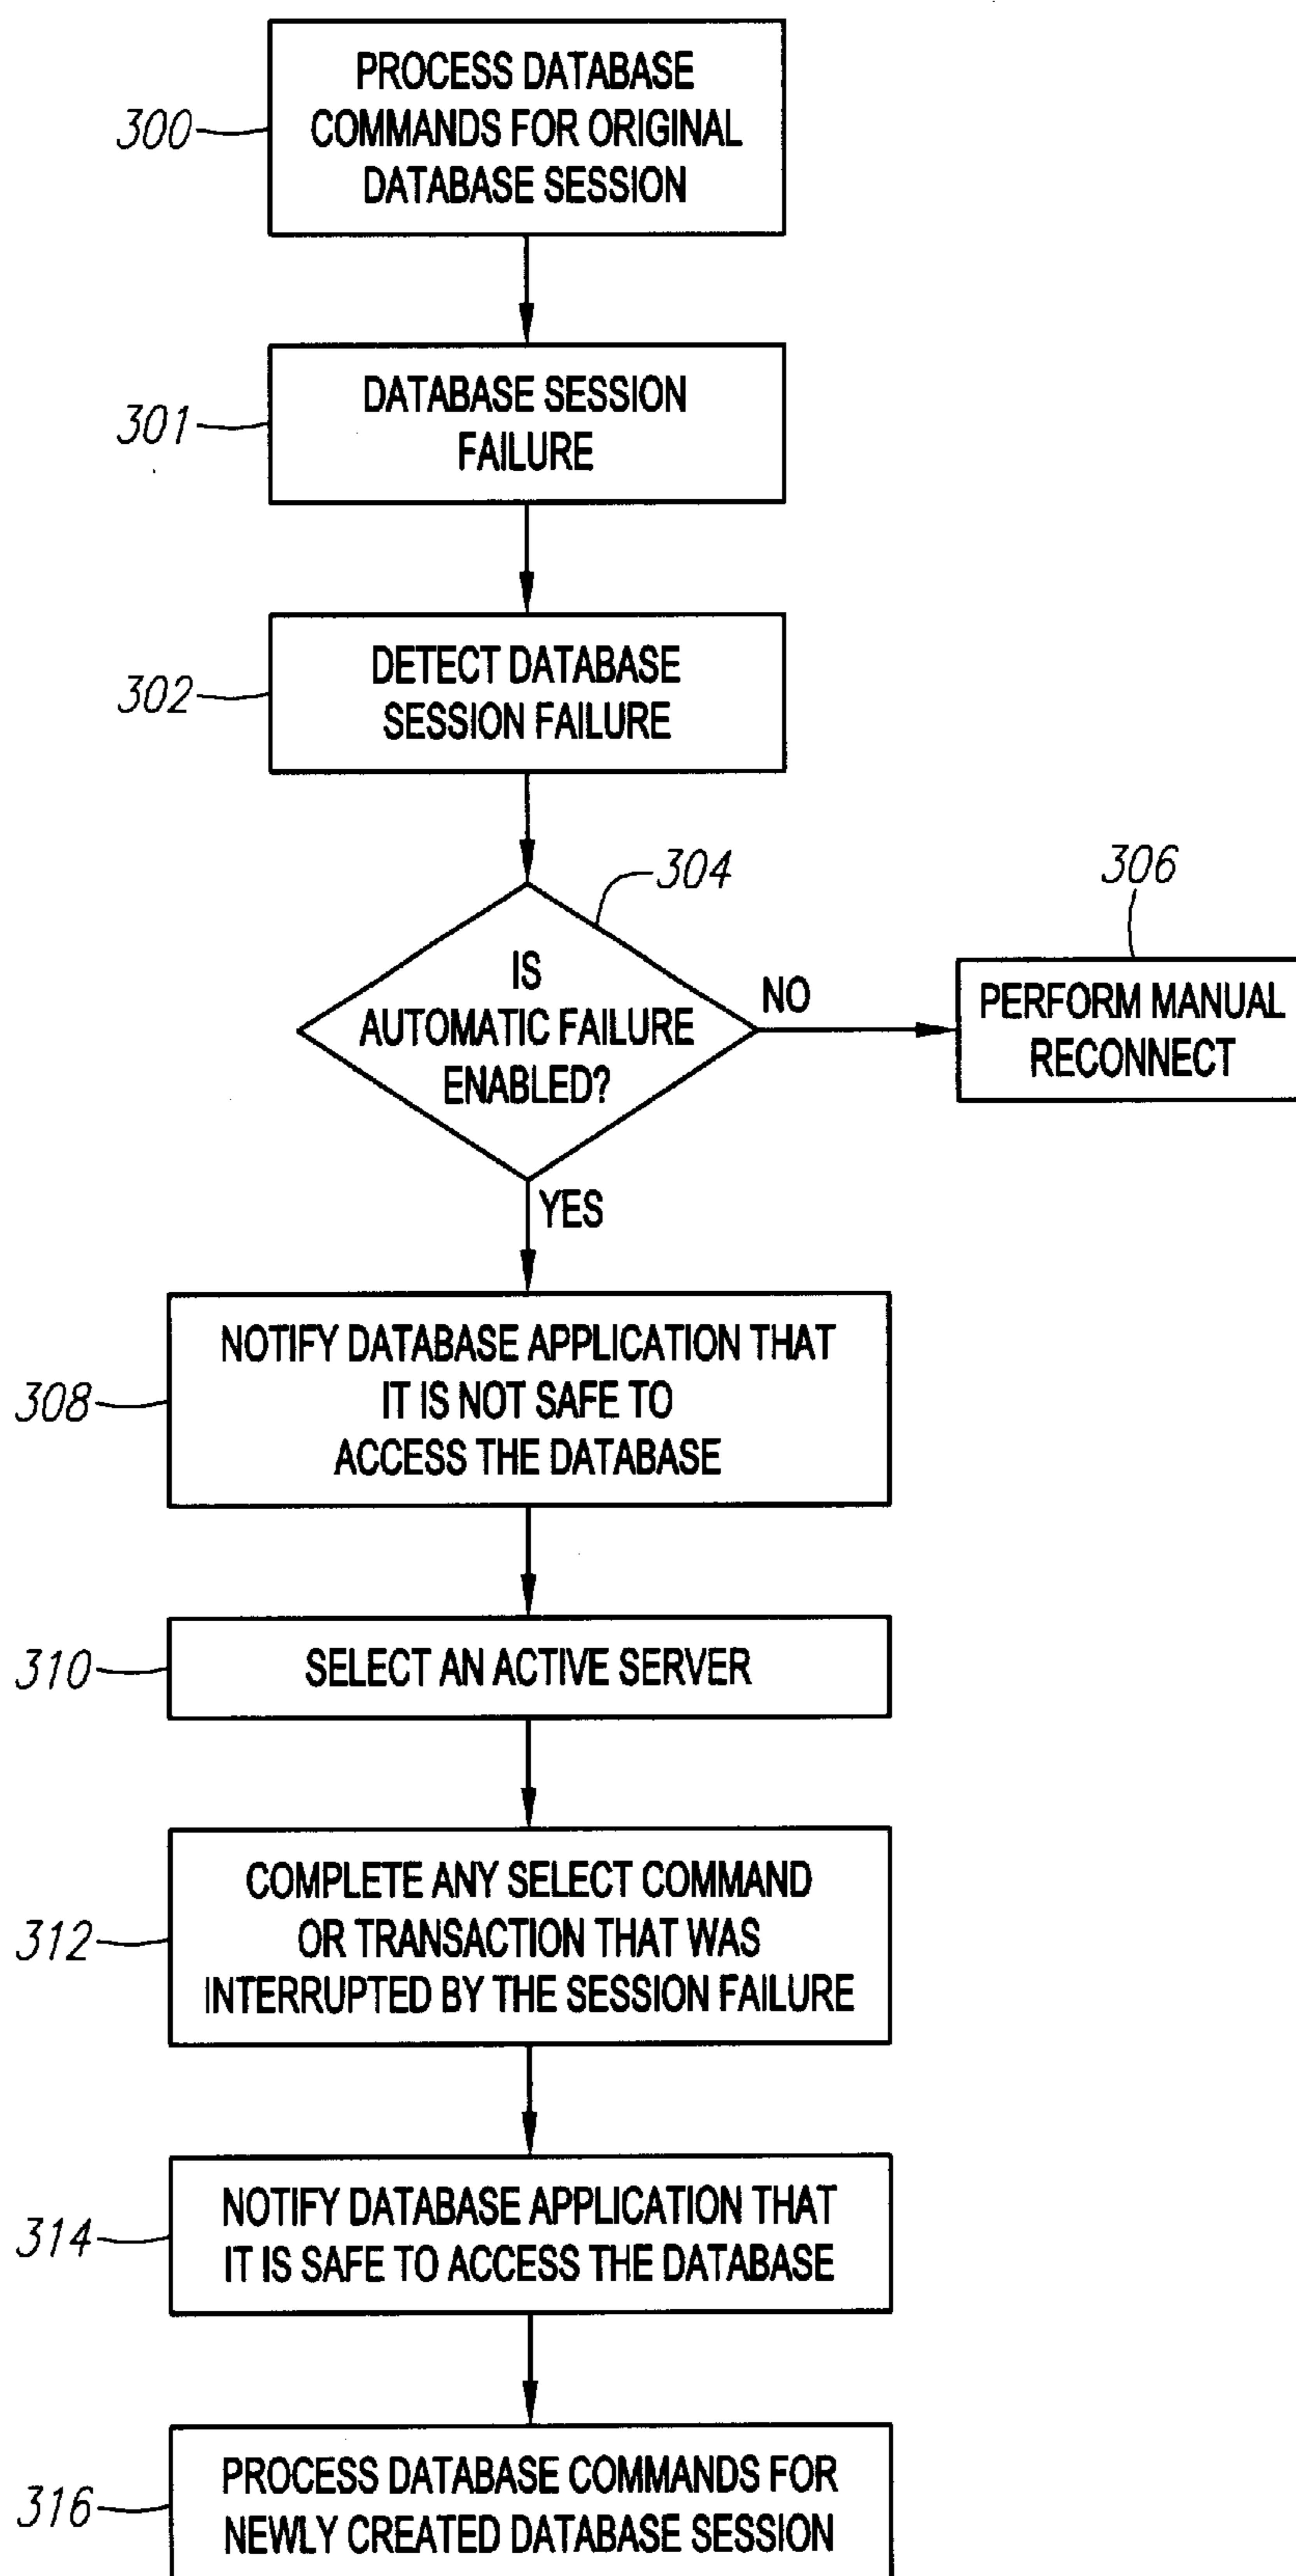 300
PROCESS DATABASE
COMMANDS FOR ORIGINAL
DATABASE SESSION
301
DATABASE SESSION
FAILURE
302
DETECT DATABASE
SESSION FAILURE
304
IS
AUTOMATIC FAILURE
ENABLED?
NO
306
PERFORM MANUAL
RECONNECT
YES
308
NOTIFY DATABASE APPLICATION THAT
IT IS NOT SAFE TO
ACCESS THE DATABASE
310
SELECT AN ACTIVE SERVER
312
COMPLETE ANY SELECT COMMAND
OR TRANSACTION THAT WAS
INTERRUPTED BY THE SESSION FAILURE
314
NOTIFY DATABASE APPLICATION THAT
IT IS SAFE TO ACCESS THE DATABASE
316
PROCESS DATABASE COMMANDS FOR
NEWLY CREATED DATABASE SESSION